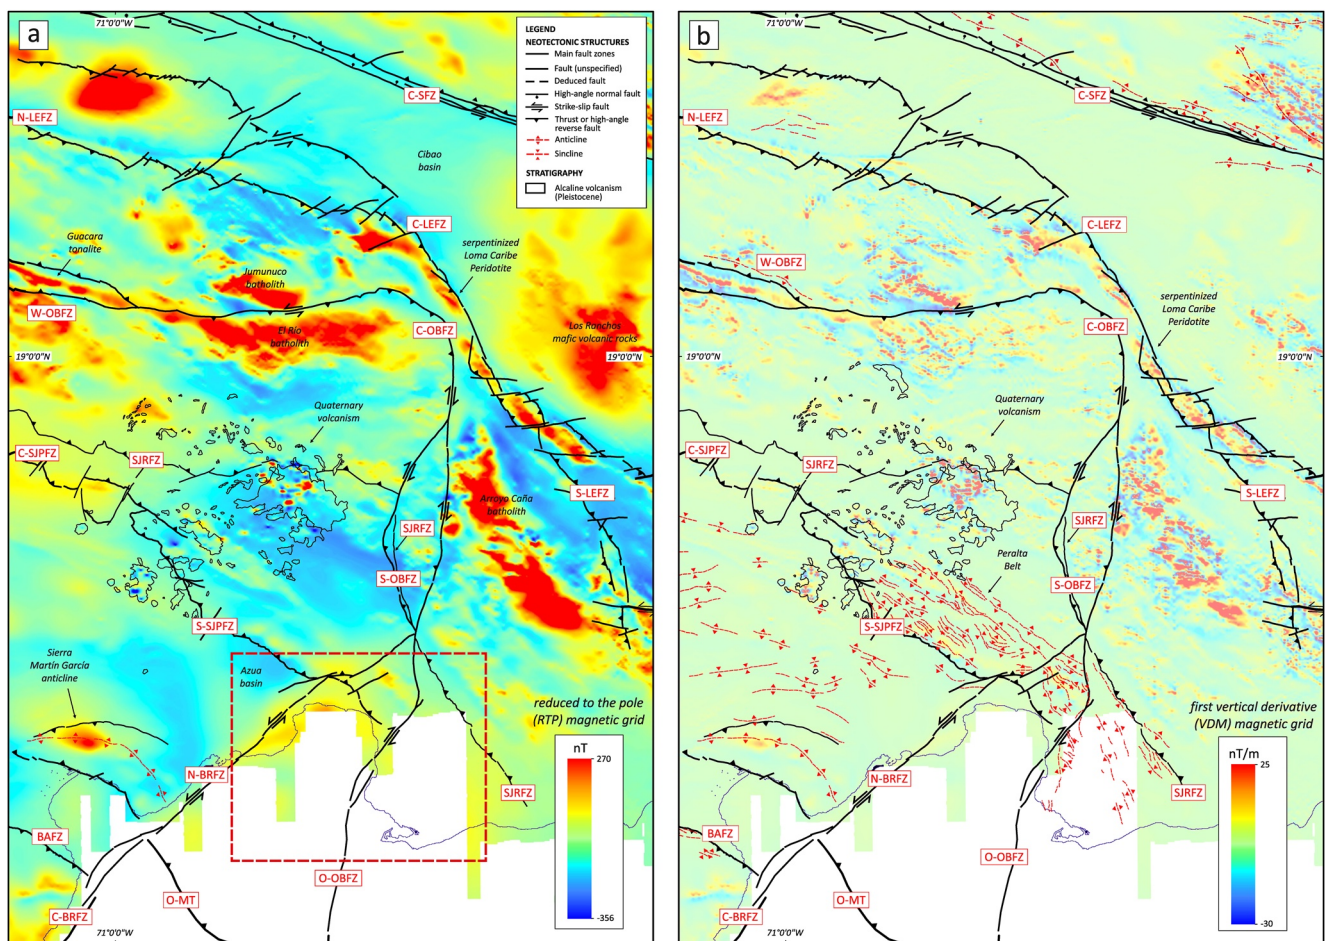 a
71°0'0"W
LEGEND
NEOTECTONIC STRUCTURES
Main fault zones
Fault (unspecified)
Deduced fault
High-angle normal fault
Strike-slip fault
Thrust or high-angle
reverse fault
Anticline
Sincline
STRATIGRAPHY
Alcaline volcanism
(Pleistocene)
C-SFZ
N-LEFZ
Cibao
basin
C-LEFZ
Guacara
tonalite
serpentinized
Loma Caribe
Peridotite
Jumunuco
batholith
W-OBFZ
El Río
batholith
C-OBFZ
Los Ranchos
mafic volcanic rocks
19°0'0"N
Quaternary
volcanism
C-SJPFZ
SJRFZ
S-LEFZ
Arroyo Caña
batholith
SJRFZ
S-OBFZ
S-SJPFZ
Sierra
Martín García
anticline
Azua
basin
reduced to the pole
(RTP) magnetic grid
nT
270
-356
N-BRFZ
SJRFZ
BAFZ
O-OBFZ
O-MT
C-BRFZ
71°0'0"W
b
71°0'0"W
C-SFZ
N-LEFZ
C-LEFZ
W-OBFZ
serpentinized
Loma Caribe
Peridotite
C-OBFZ
19°0'0"N
19°0'0"N
Quaternary
volcanism
C-SJPFZ
SJRFZ
S-LEFZ
SJRFZ
Peralta
Belt
S-OBFZ
S-SJPFZ
first vertical derivative
(VDM) magnetic grid
nT/m
25
-30
N-BRFZ
SJRFZ
BAFZ
O-OBFZ
O-MT
C-BRFZ
71°0'0"W